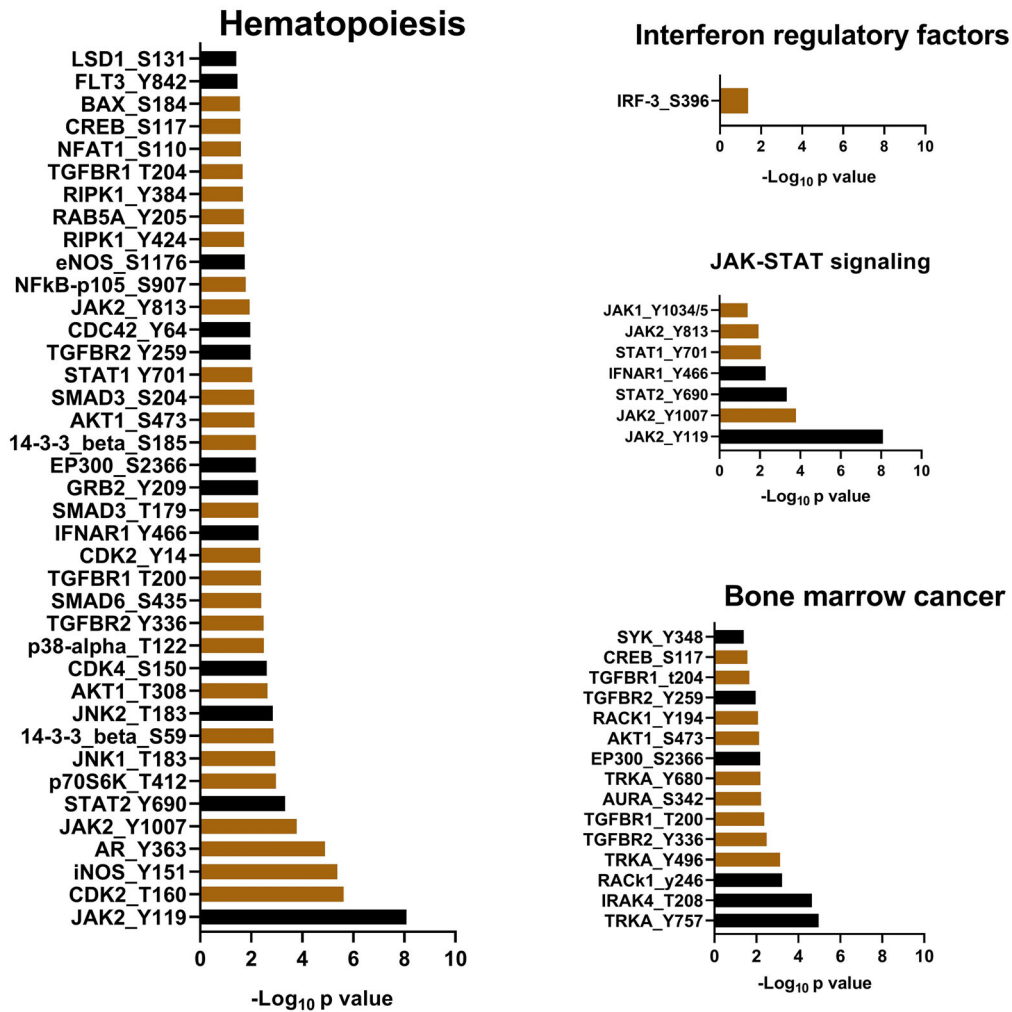 Hematopoiesis
LSD1_S131
FLT3_Y842
BAX_S184
CREB_S117
NFAT1_S110
TGFBR1 T204
RIPK1_Y384
RAB5A_Y205
RIPK1_Y424
eNOS_S1176
NFkB-p105_S907
JAK2_Y813
CDC42_Y64
TGFBR2 Y259
STAT1 Y701
SMAD3_S204
AKT1_S473
14-3-3_beta_S185
EP300_S2366
GRB2_Y209
SMAD3_T179
IFNAR1 Y466
CDK2_Y14
TGFBR1 T200
SMAD6_S435
TGFBR2 Y336
p38-alpha_T122
CDK4_S150
AKT1_T308
JNK2_T183
14-3-3_beta_S59
JNK1_T183
p70S6K_T412
STAT2 Y690
JAK2_Y1007
AR_Y363
iNOS_Y151
CDK2_T160
JAK2_Y119
0 2 4 6 8 10
-Log10 p value
Interferon regulatory factors
IRF-3_S396
0 2 4 6 8 10
-Log10 p value
JAK-STAT signaling
JAK1_Y1034/5
JAK2_Y813
STAT1_Y701
IFNAR1_Y466
STAT2_Y690
JAK2_Y1007
JAK2_Y119
0 2 4 6 8 10
-Log10 p value
Bone marrow cancer
SYK_Y348
CREB_S117
TGFBR1_t204
TGFBR2_Y259
RACK1_Y194
AKT1_S473
EP300_S2366
TRKA_Y680
AURA_S342
TGFBR1_T200
TGFBR2_Y336
TRKA_Y496
RACk1_y246
IRAK4_T208
TRKA_Y757
0 2 4 6 8 10
-Log10 p value